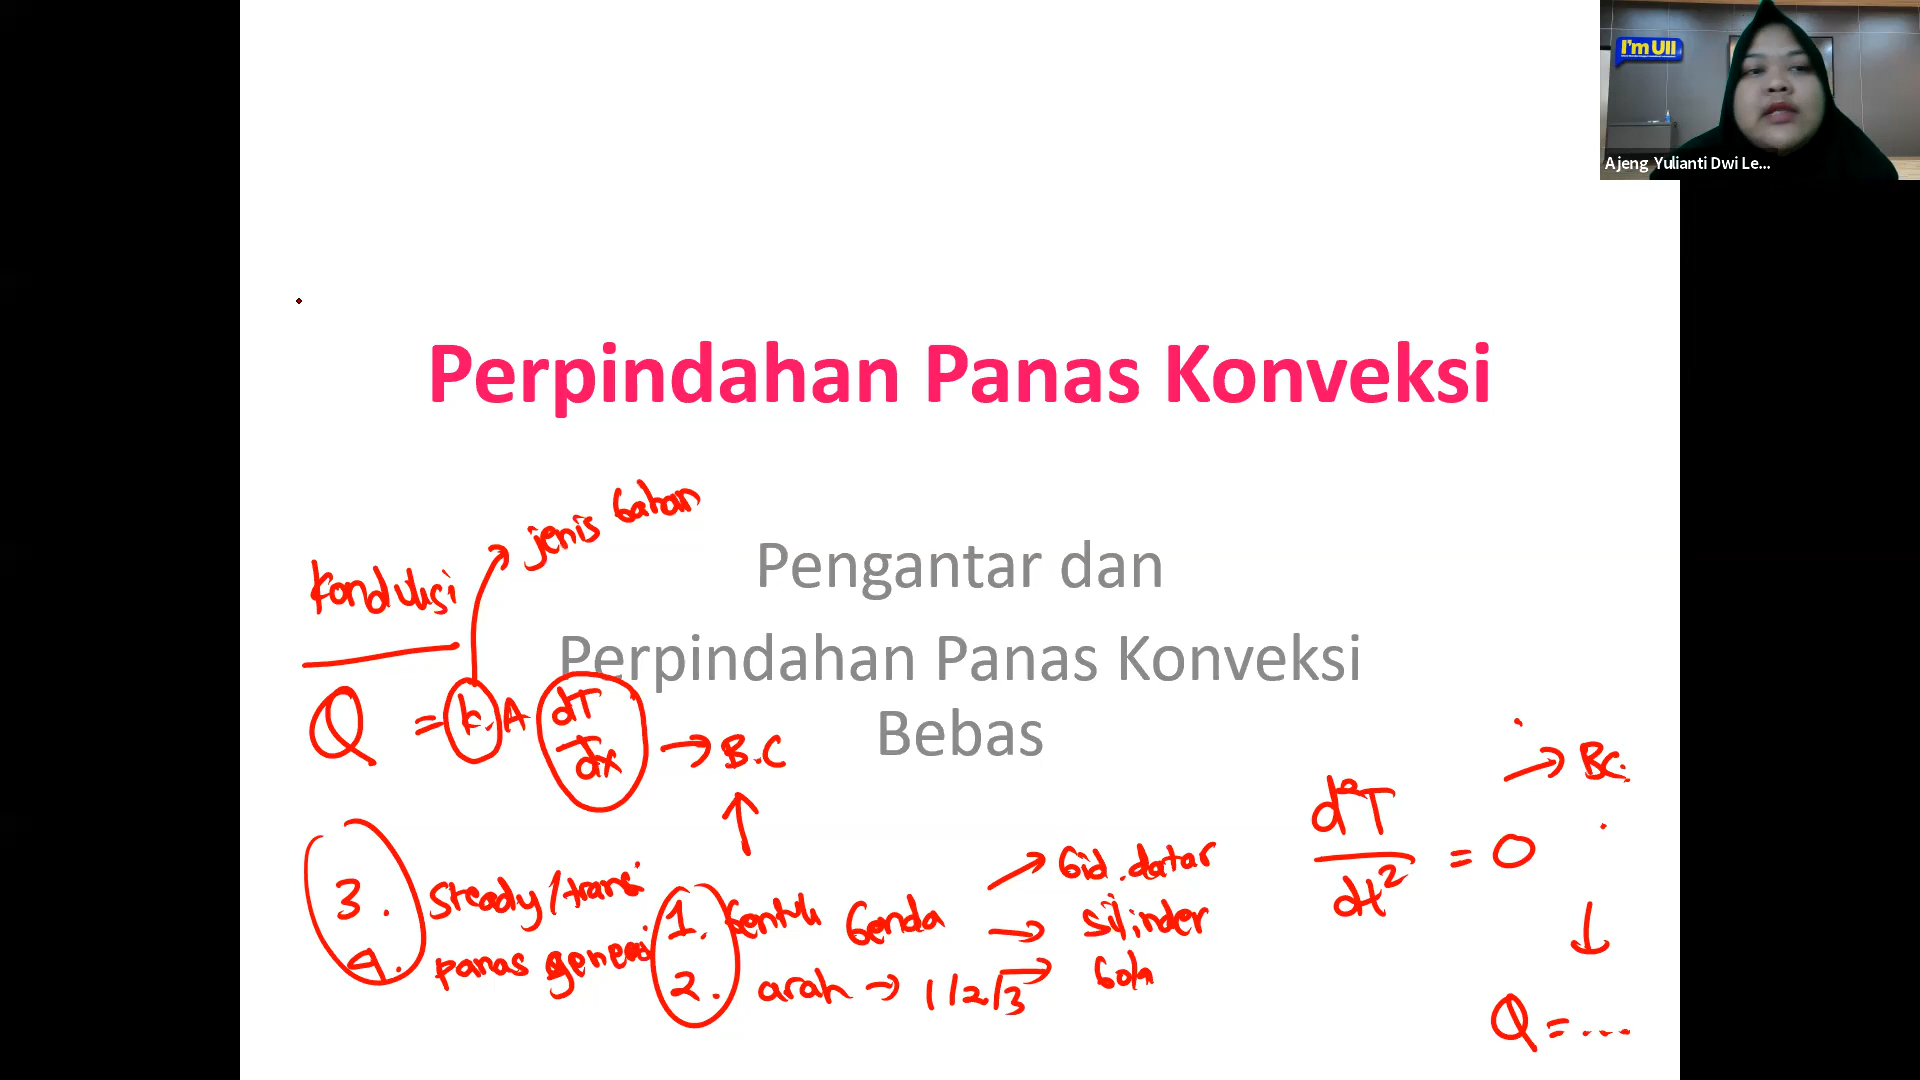 I'm UII
Ajeng Yulianti Dwi Le...
Perpindahan Panas Konveksi
Pengantar dan
Perpindahan Panas Konveksi
Bebas
jenis bahan
Konduksi
Q = k.A dT/dx → B.C
→ BC.
d²T/dt² = 0
3. Steady/trans
4. panas generasi
1. bentuk benda
→ bid.datar
→ silinder
→ bola
2. arah → 1/2/3
Q = ....